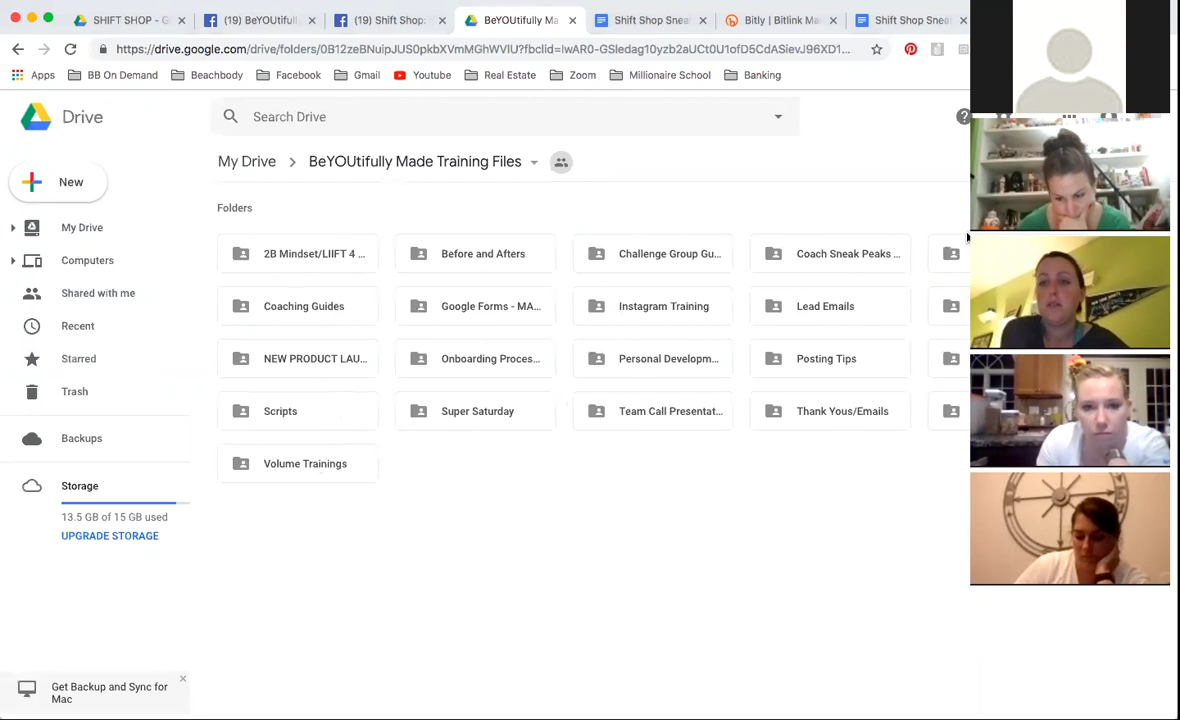 SHIFT SHOP - G
(19) BeYOUtifull
(19) Shift Shop:
BeYOUtifully Ma
Shift Shop Snea
Bitly | Bitlink Ma
Shift Shop Snea
https://drive.google.com/drive/folders/0B12zeBNuipJUS0pkbXVmMGhWVlU?fbclid=IwAR0-GSIedag10yzb2aUCt0U1ofD5CdASievJ96XD1...
Apps BB On Demand Beachbody Facebook Gmail Youtube Real Estate Zoom Millionaire School Banking
Drive
Search Drive
My Drive > BeYOUtifully Made Training Files
New
My Drive
Computers
Shared with me
Recent
Starred
Trash
Backups
Storage
13.5 GB of 15 GB used
UPGRADE STORAGE
Get Backup and Sync for
Mac
Folders
2B Mindset/LIIFT 4 ...
Before and Afters
Challenge Group Gu...
Coach Sneak Peaks ...
Coaching Guides
Google Forms - MA...
Instagram Training
Lead Emails
NEW PRODUCT LAU...
Onboarding Proces...
Personal Developm...
Posting Tips
Scripts
Super Saturday
Team Call Presentat...
Thank Yous/Emails
Volume Trainings